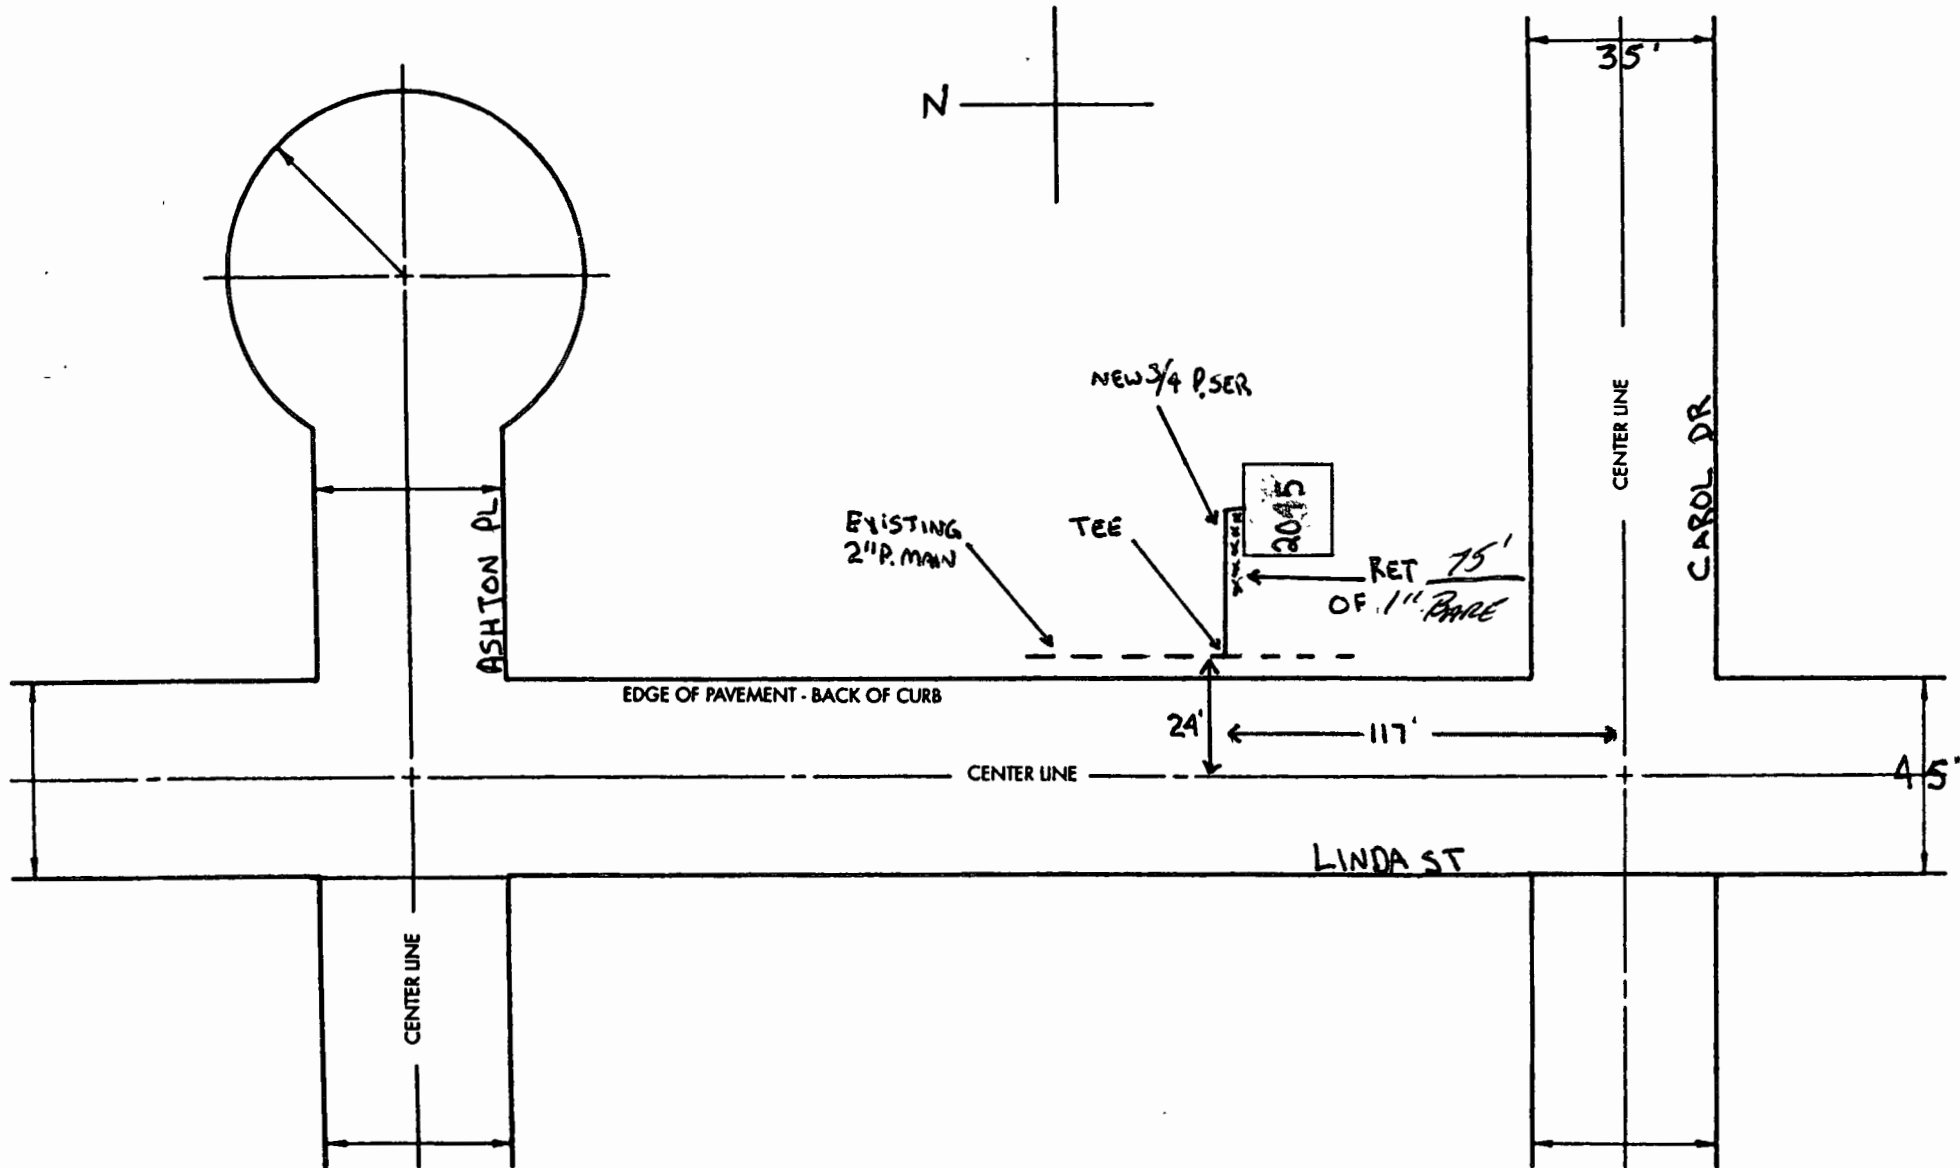 35'
N
NEW 3/4 P. SER
CENTER LINE
CAROL DR
2045
EXISTING
2" P. MAIN
TEE
ASHTON PL
RET 75'
OF 1" BARE
EDGE OF PAVEMENT - BACK OF CURB
24'
117'
CENTER LINE
45'
LINDA ST
CENTER LINE